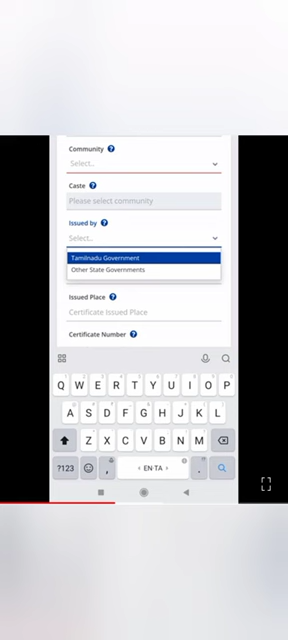 Community ?
Select..
Caste ?
Please select community
Issued by ?
Select..
Tamilnadu Government
Other State Governments
Issued Place ?
Certificate Issued Place
Certificate Number ?
Q W E R T Y U I O P
A S D F G H J K L
Z X C V B N M
?123 , ‹ EN·TA › .